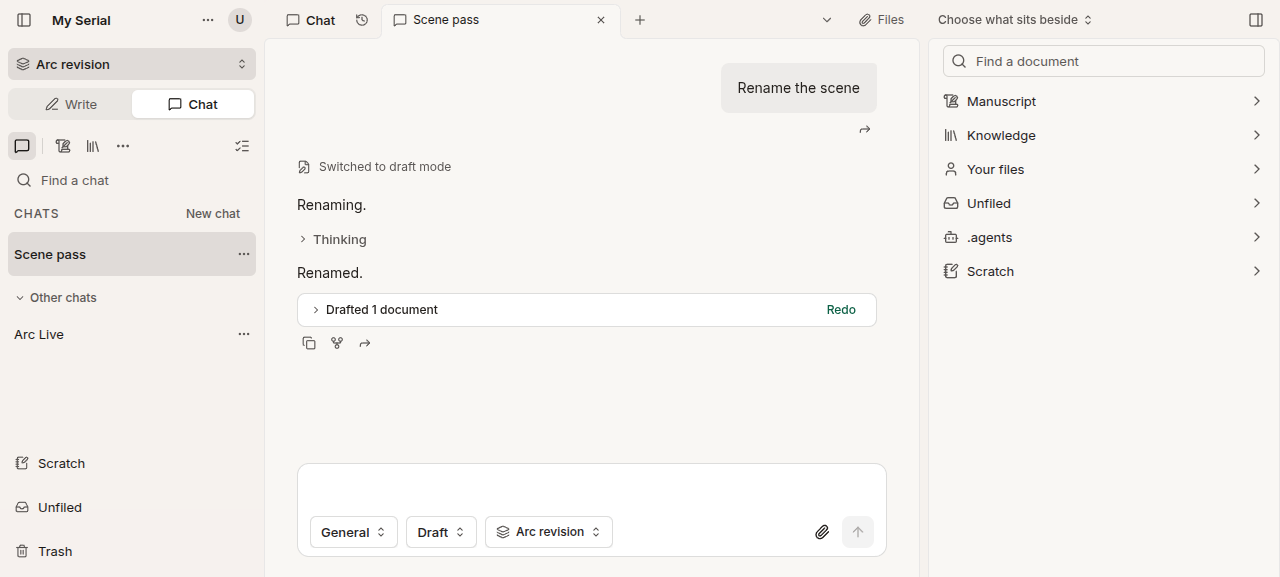 My Serial
U
Arc revision
Write
Chat
Find a chat
CHATS
New chat
Scene pass
Other chats
Arc Live
Scratch
Unfiled
Trash
Chat
Scene pass
Files
Rename the scene
Switched to draft mode
Renaming.
Thinking
Renamed.
Drafted 1 document
Redo
General
Draft
Arc revision
Choose what sits beside
Find a document
Manuscript
Knowledge
Your files
Unfiled
.agents
Scratch